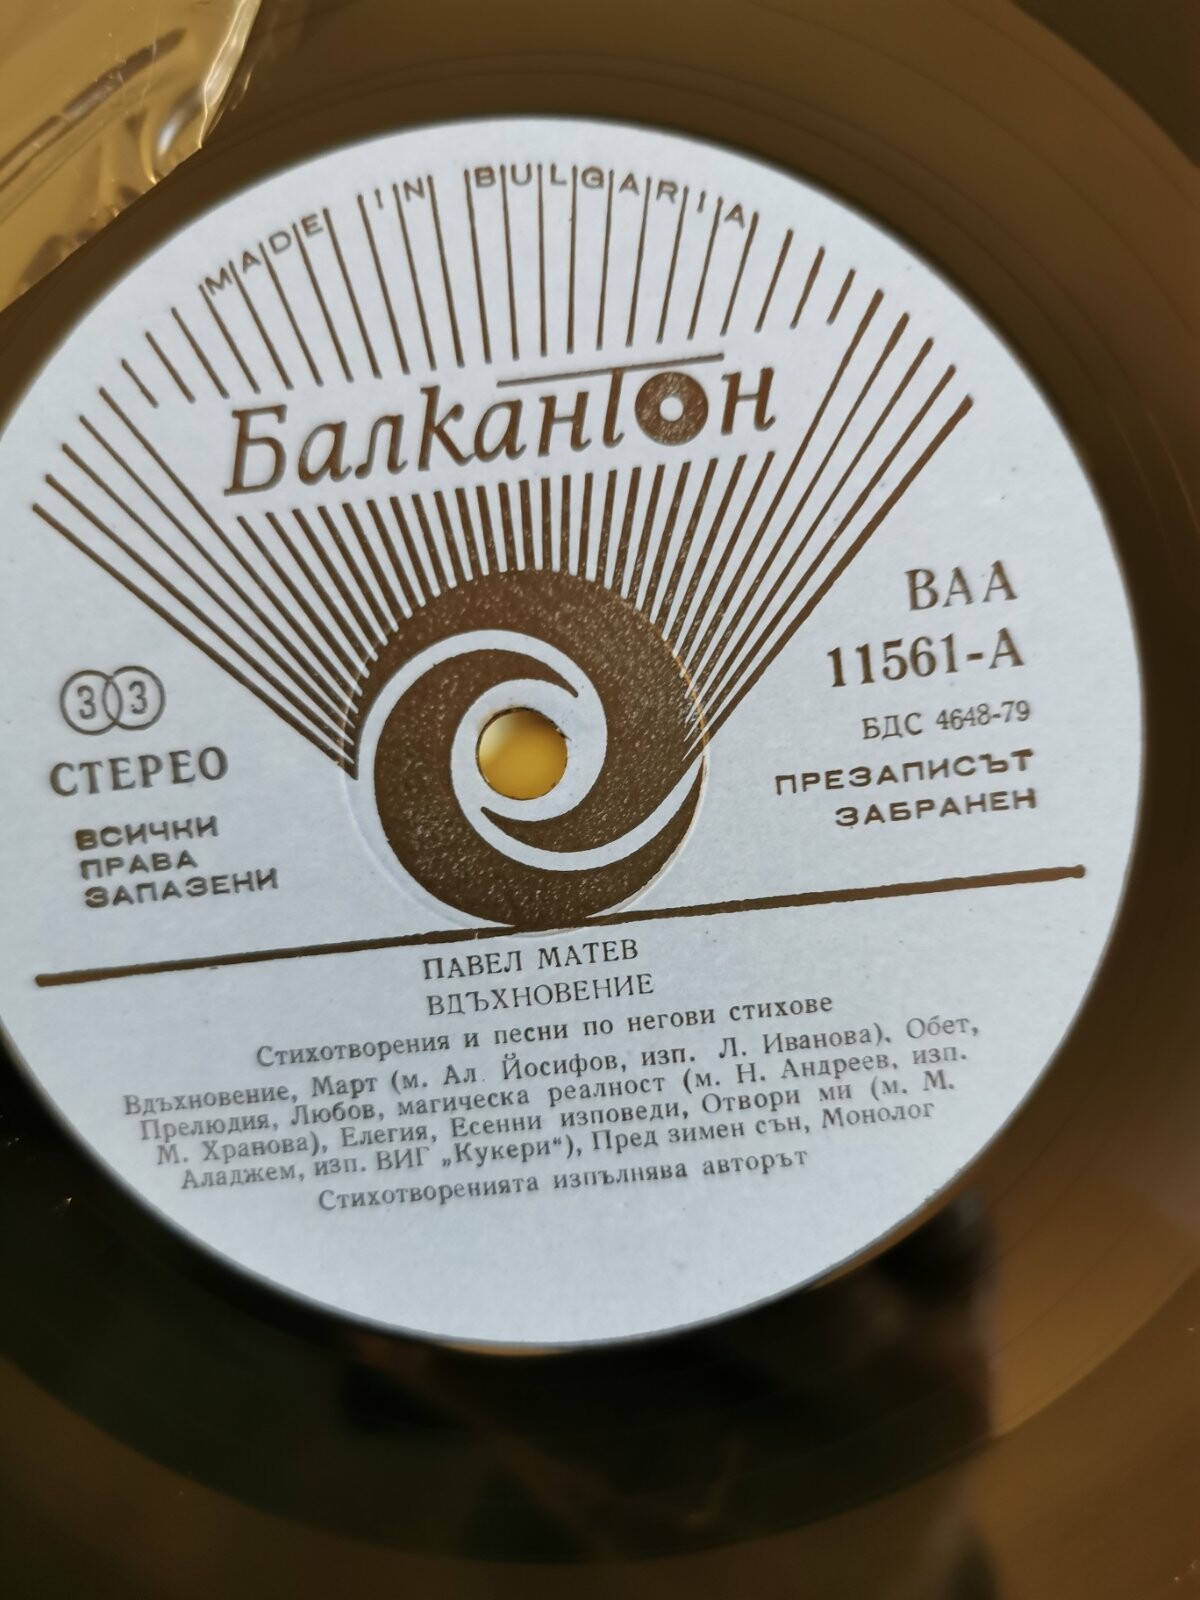 MADE IN BULGARIA
Балкантон
ВАА
11561-А
БДС 4648-79
ПРЕЗАПИСЪТ
ЗАБРАНЕН
33
СТЕРЕО
ВСИЧКИ
ПРАВА
ЗАПАЗЕНИ
ПАВЕЛ МАТЕВ
ВДЪХНОВЕНИЕ
Стихотворения и песни по негови стихове
Вдъхновение, Март (м. Ал. Йосифов, изп. Л. Иванова), Обет,
Прелюдия, Любов, магическа реалност (м. Н. Андреев, изп.
М. Хранова), Елегия, Есенни изповеди, Отвори ми (м. М.
Аладжем, изп. ВИГ „Кукери“), Пред зимен сън, Монолог
Стихотворенията изпълнява авторът